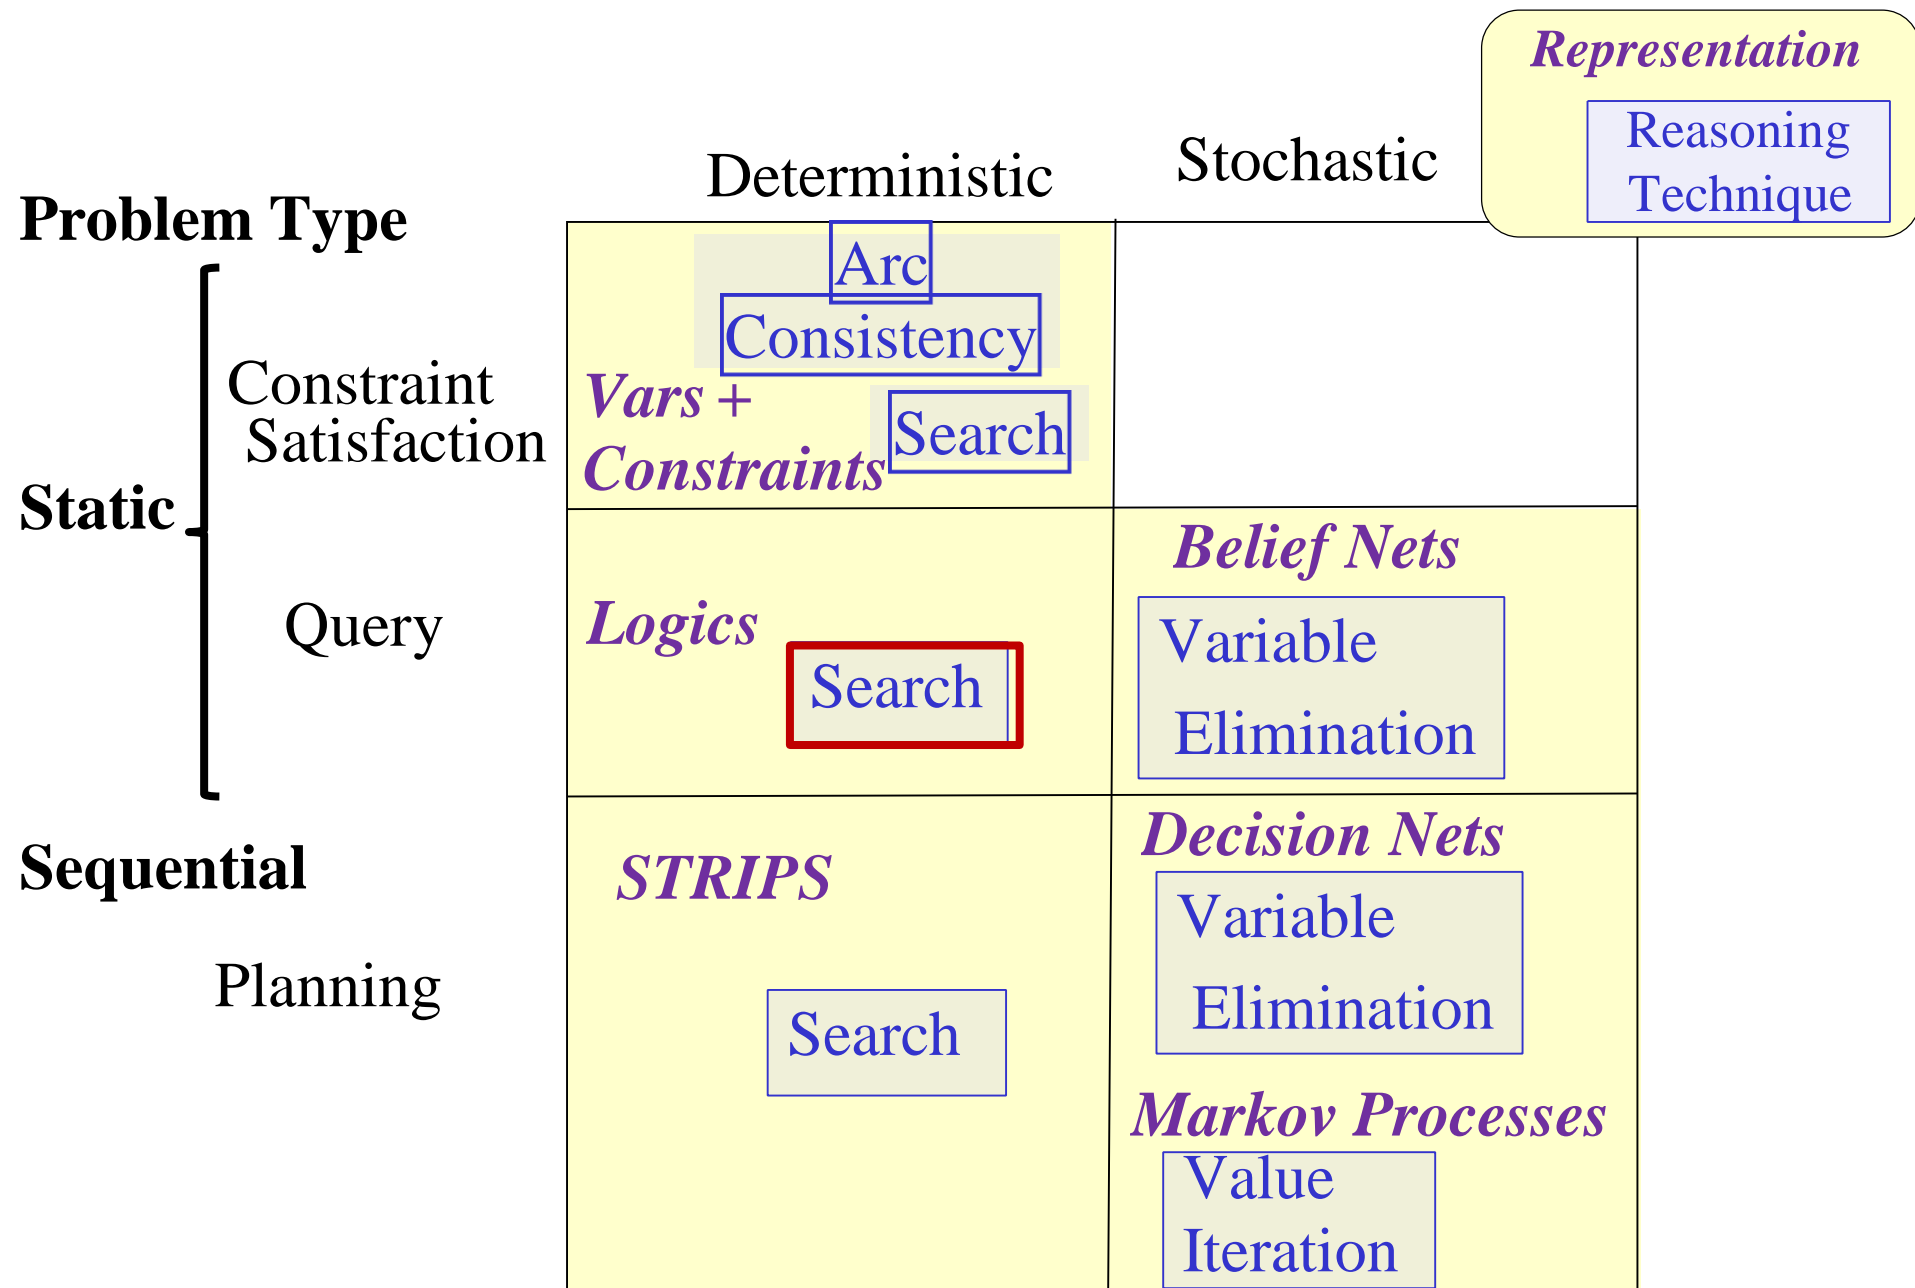 Representation
Reasoning
Technique
Deterministic
Stochastic
Problem Type
Arc
Consistency
Constraint
Satisfaction
Vars +
Constraints
Search
Static
Belief Nets
Query
Logics
Search
Variable
Elimination
Sequential
STRIPS
Decision Nets
Variable
Elimination
Planning
Search
Markov Processes
Value
Iteration